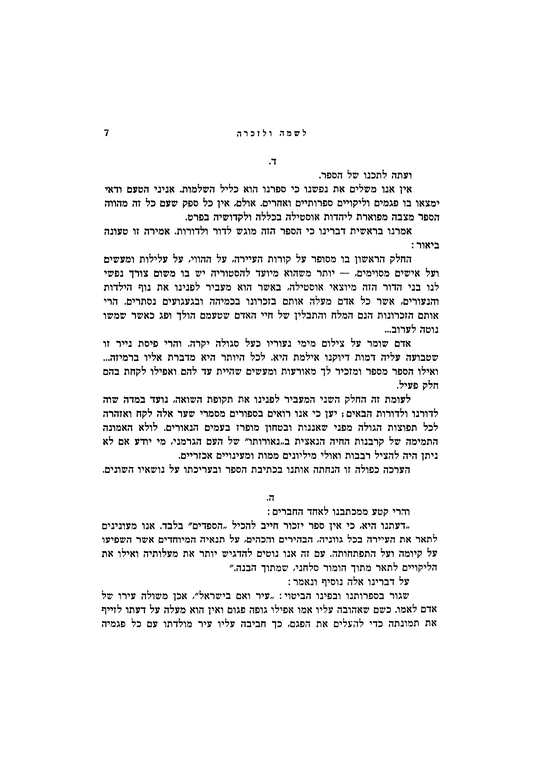 לשמה ולזכרה 7
ד.
ועתה לתכנו של הספר.
אין אנו משלים את נפשנו כי ספרנו הוא כליל השלמות. אניני הטעם ודאי
ימצאו בו פגמים וליקויים ספרותיים ואחרים. אולם, אין כל ספק שעם כל זה מהווה
הספר מצבה מפוארת ליהדות אוסטילה בכללה ולקדושיה בפרט.
אמרנו בראשית דברינו כי הספר הזה מוגש לדור ולדורות. אמירה זו טעונה
ביאור:
החלק הראשון בו מסופר על קורות העיירה, על ההווי, על עלילות ומעשים
ועל אישים מסוימים, — יותר משהוא מיועד להסטוריה יש בו משום צורך נפשי
לנו בני הדור הזה מיוצאי אוסטילה, באשר הוא מעביר לפנינו את נוף הילדות
והנעורים, אשר כל אדם מעלה אותם בזכרונו בכמיהה ובגעגועים נסתרים. הרי
אותם הזכרונות הנם המלח והתבלין של חיי האדם שטעמם הולך ופג כאשר שמשו
נוטה לערוב...
אדם שומר על צילום מימי נעוריו כעל סגולה יקרה. והרי פיסת נייר זו
שטבועה עליה דמות דיוקנו אילמת היא. לכל היותר היא מדברת אליו ברמיזה...
ואילו הספר מספר ומזכיר לך מאורעות ומעשים שהיית עד להם ואפילו לקחת בהם
חלק פעיל.
לעומת זה החלק השני המעביר לפנינו את תקופת השואה, נועד במדה שוה
לדורנו ולדורות הבאים; יען כי אנו רואים בספורים מסמרי שער אלה לקח ואזהרה
לכל תפוצות הגולה מפני שאננות ובטחון מופרז בעמים הנאורים. לולא האמונה
התמימה של קרבנות החיה הנאצית ב„נאורותו" של העם הגרמני, מי יודע אם לא
ניתן היה להציל רבבות ואולי מיליונים ממות ומעינויים אכזריים.
הערכה כפולה זו הנחתה אותנו בכתיבת הספר ובעריכתו על נושאיו השונים.
ה.
והרי קטע ממכתבנו לאחד החברים:
„דעתנו היא, כי אין ספר יזכור חייב להכיל „הספדים" בלבד. אנו מעונינים
לתאר את העיירה בכל גווניה, הבהירים והכהים, על תנאיה המיוחדים אשר השפיעו
על קיומה ועל התפתחותה. עם זה אנו נוטים להדגיש יותר את מעלותיה ואילו את
הליקויים לתאר מתוך הומור סלחני, שמתוך הבנה."
על דברינו אלה נוסיף ונאמר:
שגור בספרותנו ובפינו הביטוי: „עיר ואם בישראל", אכן משולה עירו של
אדם לאמו. כשם שאהובה עליו אמו אפילו גופה פגום ואין הוא מעלה על דעתו לזייף
את תמונתה כדי להעלים את הפגם, כך חביבה עליו עיר מולדתו עם כל פגמיה